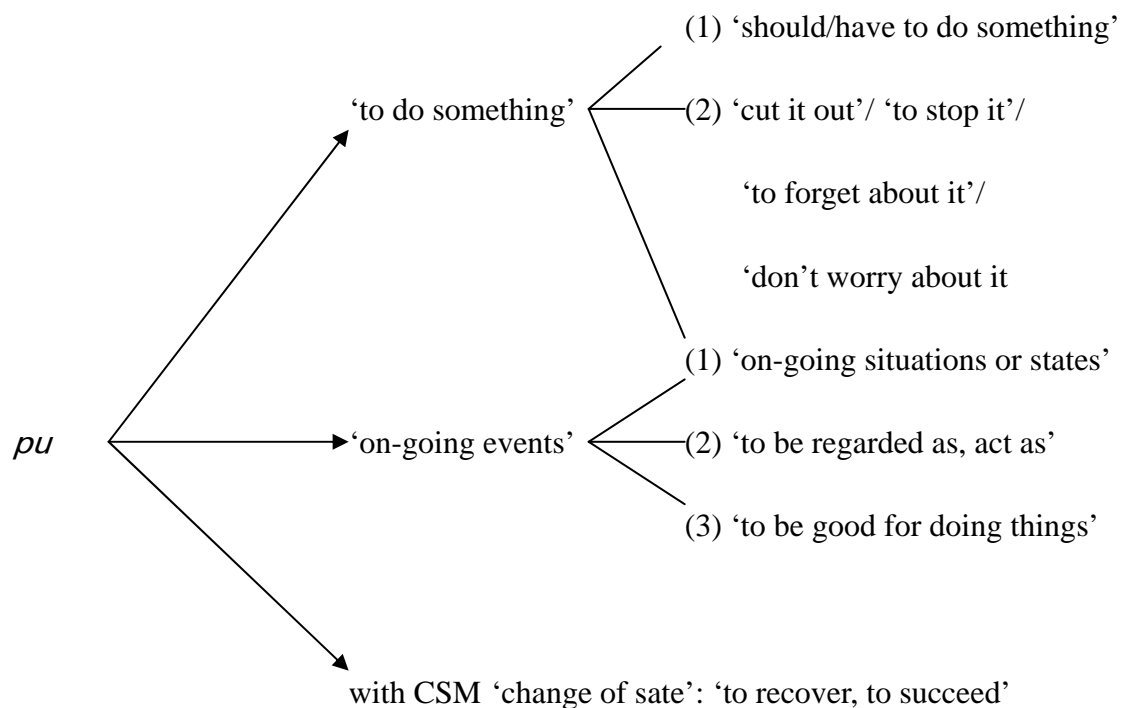 (1) ‘should/have to do something’
‘to do something’ (2) ‘cut it out’/ ‘to stop it’/
‘to forget about it’/
‘don’t worry about it
(1) ‘on-going situations or states’
pu ‘on-going events’ (2) ‘to be regarded as, act as’
(3) ‘to be good for doing things’
with CSM ‘change of sate’: ‘to recover, to succeed’